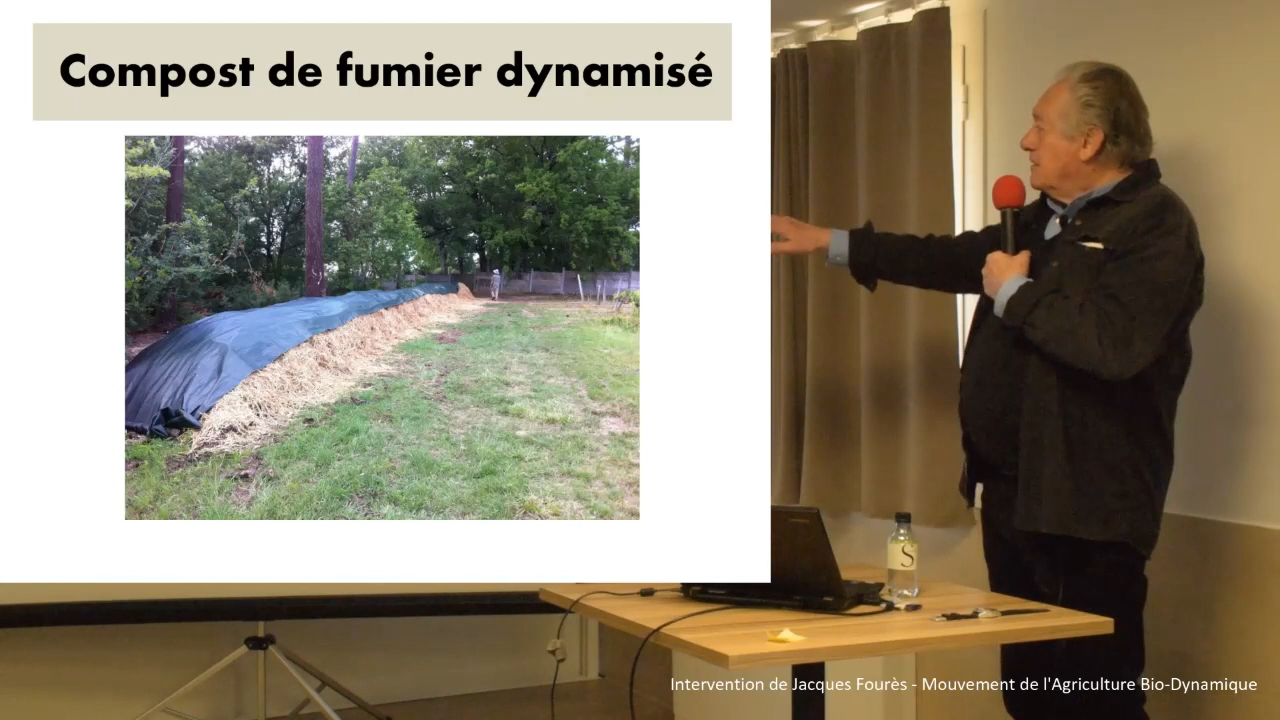 Compost de fumier dynamisé
S
Intervention de Jacques Fourès - Mouvement de l'Agriculture Bio-Dynamique